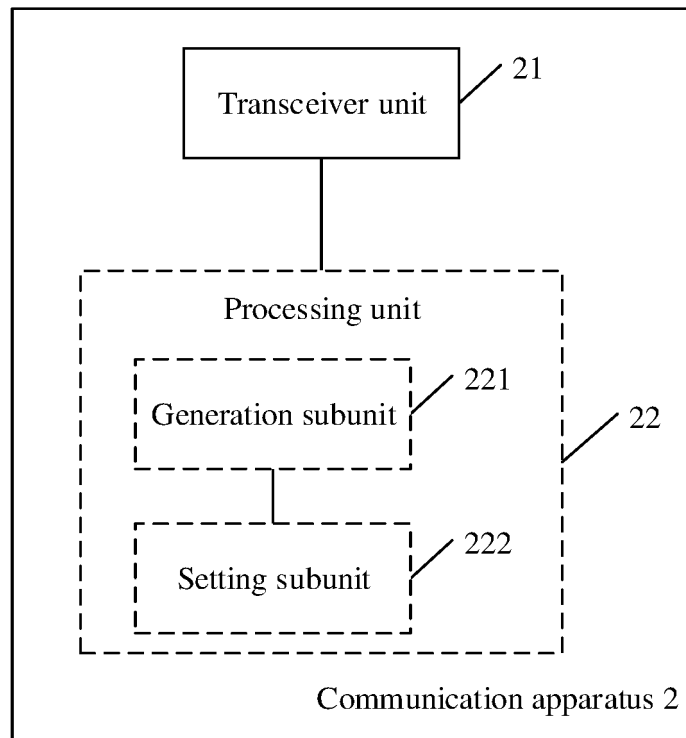 21
Transceiver unit
Processing unit
221
Generation subunit
22
222
Setting subunit
Communication apparatus 2